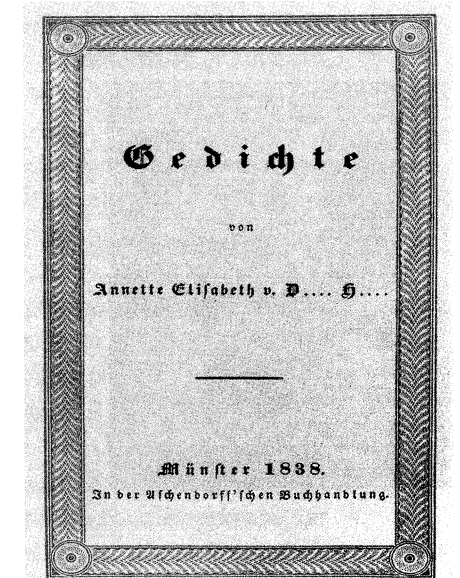 Gedichte
von
Annette Eliſabeth v. D.... H....
Münſter 1838.
In der Aſchendorff'ſchen Buchhandlung.